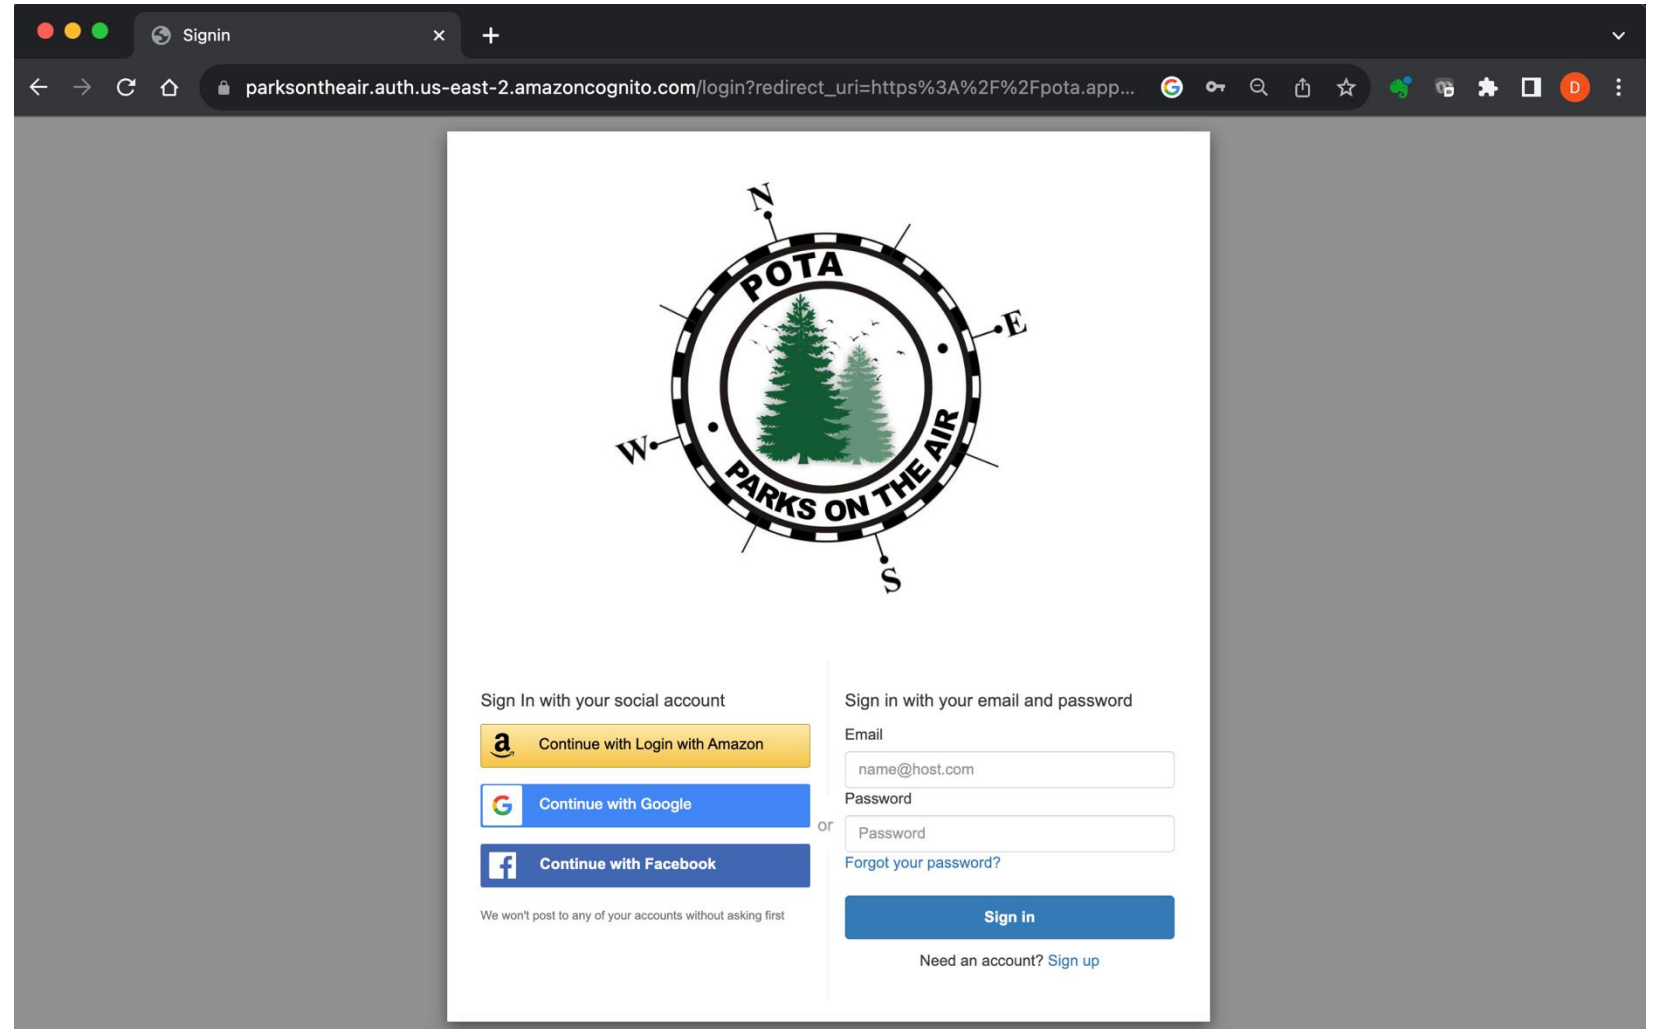 Signin
parksontheair.auth.us-east-2.amazoncognito.com/login?redirect_uri=https%3A%2F%2Fpota.app...
D
N
POTA
E
W
PARKS ON THE AIR
S
Sign In with your social account
Continue with Login with Amazon
Continue with Google
Continue with Facebook
We won't post to any of your accounts without asking first
or
Sign in with your email and password
Email
name@host.com
Password
Password
Forgot your password?
Sign in
Need an account? Sign up